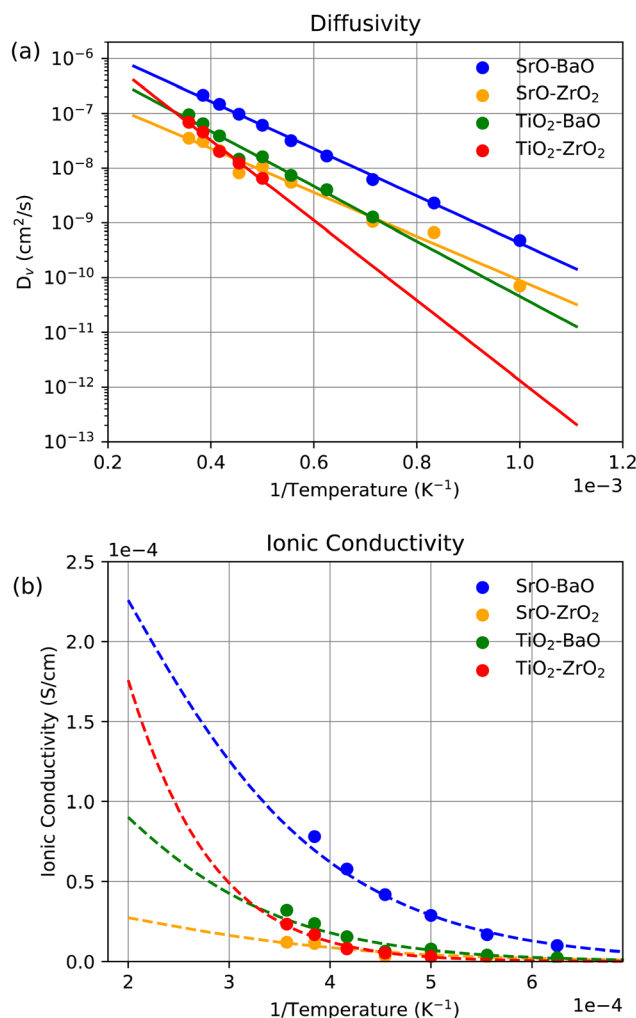 Diffusivity
(a)
SrO-BaO
SrO-ZrO₂
TiO₂-BaO
TiO₂-ZrO₂
10⁻⁶
10⁻⁷
10⁻⁸
10⁻⁹
10⁻¹⁰
10⁻¹¹
10⁻¹²
10⁻¹³
Dᵥ (cm²/s)
0.2 0.4 0.6 0.8 1.0 1.2
1/Temperature (K⁻¹)
1e−3
Ionic Conductivity
1e−4
(b)
SrO-BaO
SrO-ZrO₂
TiO₂-BaO
TiO₂-ZrO₂
2.5
2.0
1.5
1.0
0.5
0.0
Ionic Conductivity (S/cm)
2 3 4 5 6
1/Temperature (K⁻¹)
1e−4